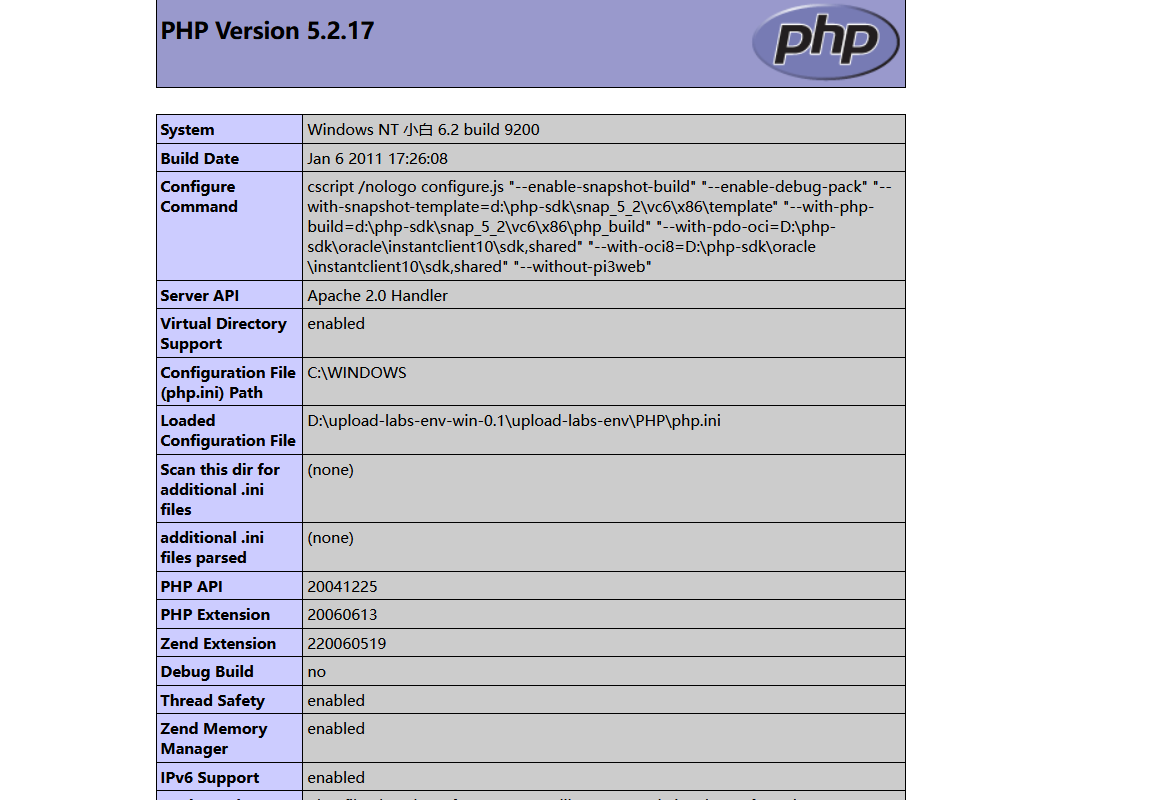 PHP Version 5.2.17
php
System Windows NT 小白 6.2 build 9200
Build Date Jan 6 2011 17:26:08
Configure cscript /nologo configure.js "--enable-snapshot-build" "--enable-debug-pack" "--
Command with-snapshot-template=d:\php-sdk\snap_5_2\vc6\x86\template" "--with-php-
build=d:\php-sdk\snap_5_2\vc6\x86\php_build" "--with-pdo-oci=D:\php-
sdk\oracle\instantclient10\sdk,shared" "--with-oci8=D:\php-sdk\oracle
\instantclient10\sdk,shared" "--without-pi3web"
Server API Apache 2.0 Handler
Virtual Directory enabled
Support
Configuration File C:\WINDOWS
(php.ini) Path
Loaded D:\upload-labs-env-win-0.1\upload-labs-env\PHP\php.ini
Configuration File
Scan this dir for (none)
additional .ini
files
additional .ini (none)
files parsed
PHP API 20041225
PHP Extension 20060613
Zend Extension 220060519
Debug Build no
Thread Safety enabled
Zend Memory enabled
Manager
IPv6 Support enabled